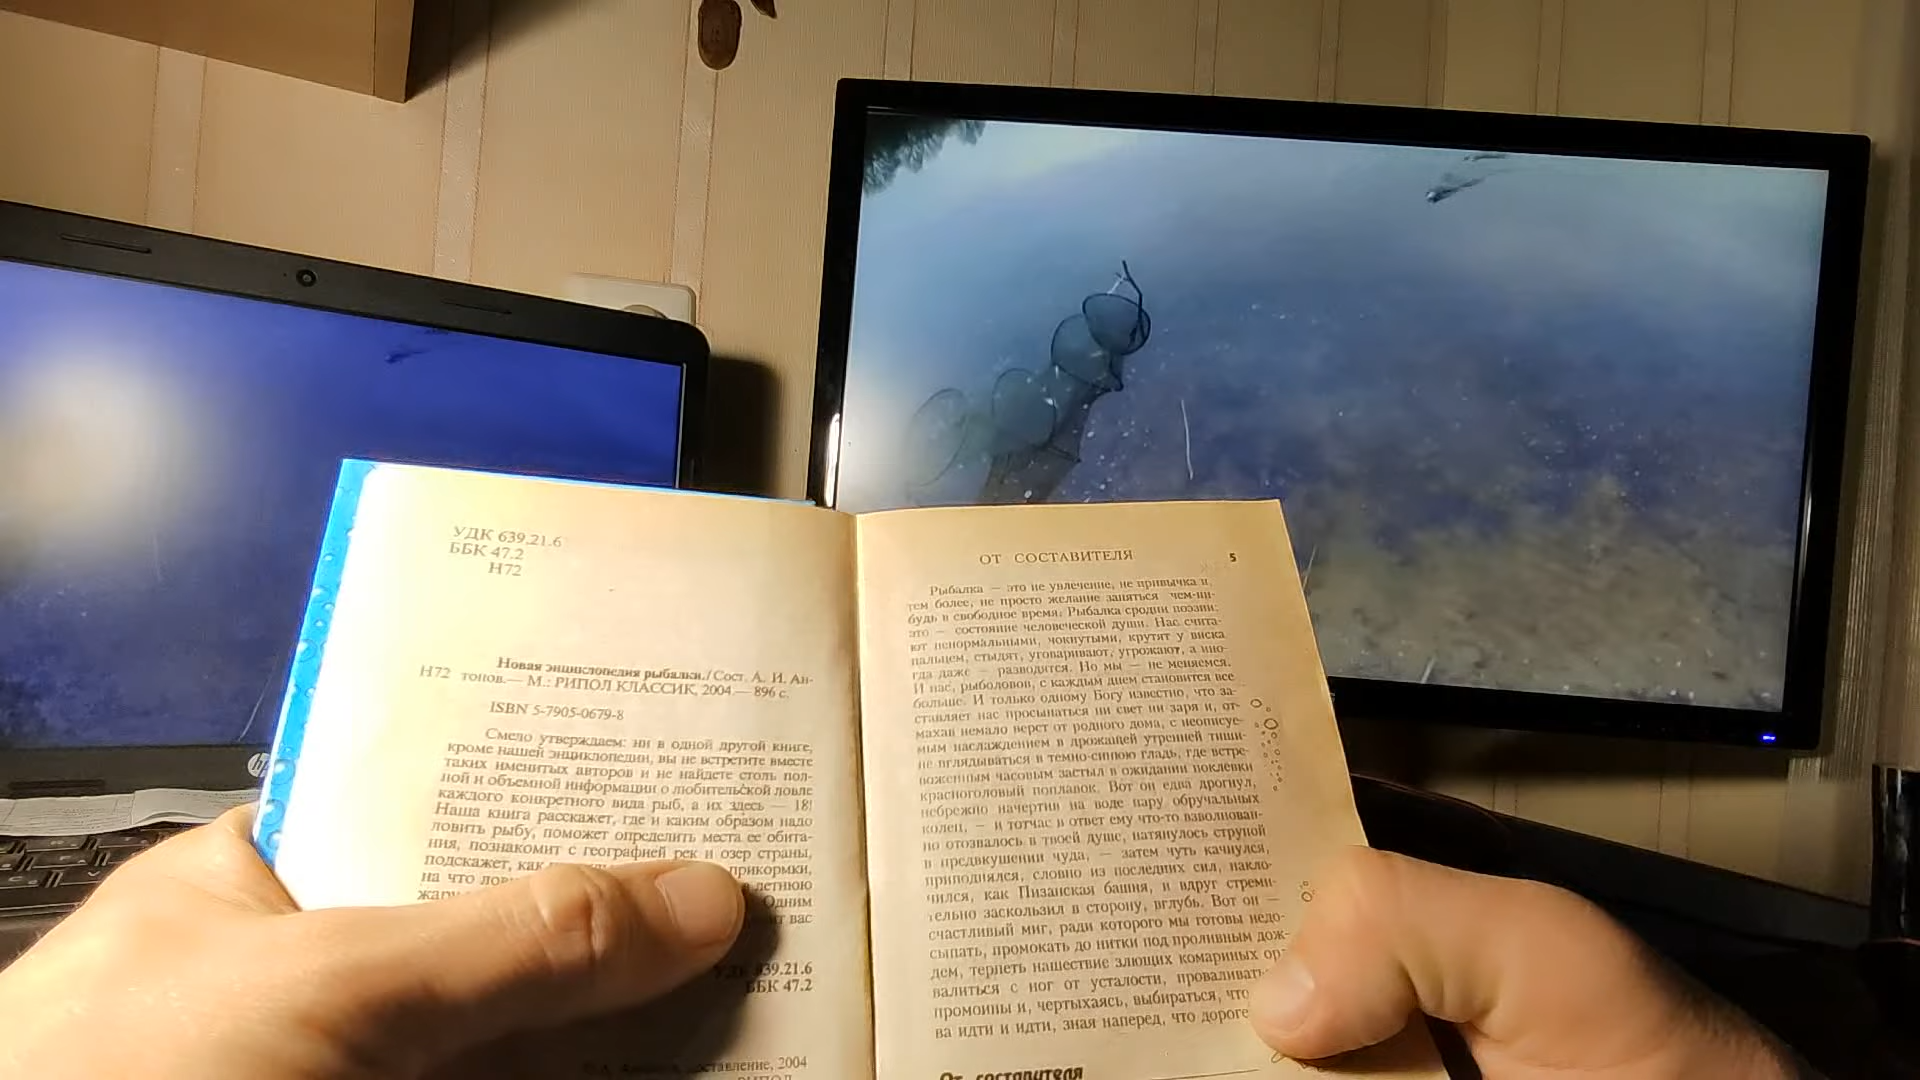 УДК 639.21.6
ББК 47.2
Н72
Новая энциклопедия рыбалки./Сост. А. И. Ан-
Н72 тонов.— М.: РИПОЛ КЛАССИК, 2004.— 896 с.
ISBN 5-7905-0679-8
Смело утверждаем: ни в одной другой книге,
кроме нашей энциклопедии, вы не встретите вместе
таких именитых авторов и не найдете столь пол-
ной и объемной информации о любительской ловле
каждого конкретного вида рыб, а их здесь — 18!
Наша книга расскажет, где и каким образом надо
ловить рыбу, поможет определить места ее обита-
ния, познакомит с географией рек и озер страны,
подскажет, как прикормки,
на что летнюю
Одним
вас
УДК 639.21.6
ББК 47.2
составление, 2004
РИПОЛ
ОТ СОСТАВИТЕЛЯ 5
Рыбалка — это не увлечение, не привычка и,
тем более, не просто желание заняться чем-ни-
будь в свободное время. Рыбалка сродни поэзии:
это — состояние человеческой души. Нас счита-
ют ненормальными, чокнутыми, крутят у виска
пальцем, стыдят, уговаривают, угрожают, а ино-
гда даже — разводятся. Но мы — не меняемся.
И нас, рыболовов, с каждым днем становится все
больше. И только одному Богу известно, что за-
ставляет нас просыпаться ни свет ни заря и, от-
махав немало верст от родного дома, с неописуе-
мым наслаждением в дрожащей утренней тиши-
не вглядываться в темно-синюю гладь, где встре-
воженным часовым застыл в ожидании поклевки
красноголовый поплавок. Вот он едва дрогнул,
небрежно начертив на воде пару обручальных
колец, — и тотчас в ответ ему что-то взволнован-
но отозвалось в твоей душе, натянулось струной
в предвкушении чуда, — затем чуть качнулся,
приподнялся, словно из последних сил, накло-
нился, как Пизанская башня, и вдруг стреми-
тельно заскользил в сторону, вглубь. Вот он —
счастливый миг, ради которого мы готовы недо-
сыпать, промокать до нитки под проливным дож-
дем, терпеть нашествие злющих комариных
валиться с ног от усталости, проваливать
промоины и, чертыхаясь, выбираться, что
ва идти и идти, зная наперед, что дороге
От составителя
hp